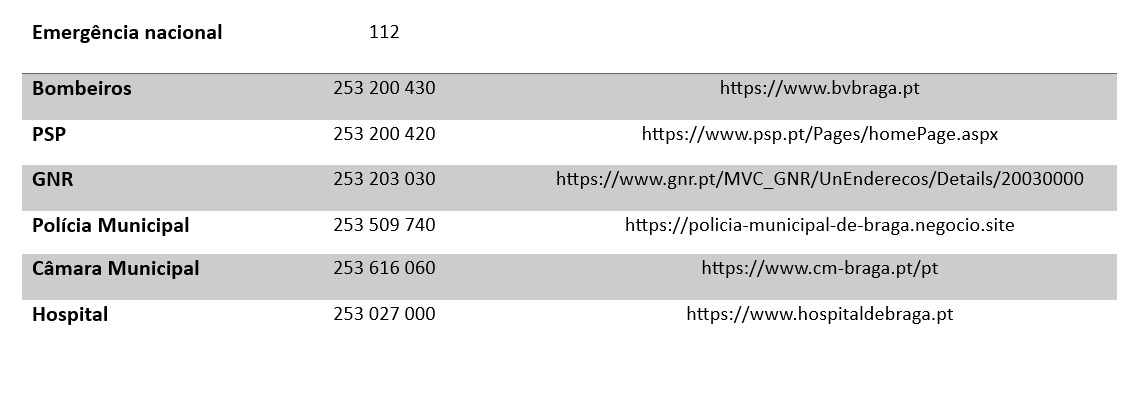 Emergência nacional 112
Bombeiros 253 200 430 https://www.bvbraga.pt
PSP 253 200 420 https://www.psp.pt/Pages/homePage.aspx
GNR 253 203 030 https://www.gnr.pt/MVC_GNR/UnEnderecos/Details/20030000
Polícia Municipal 253 509 740 https://policia-municipal-de-braga.negocio.site
Câmara Municipal 253 616 060 https://www.cm-braga.pt/pt
Hospital 253 027 000 https://www.hospitaldebraga.pt